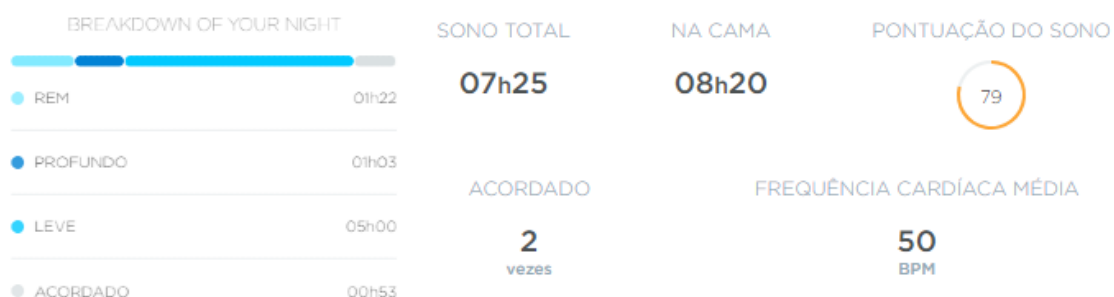 BREAKDOWN OF YOUR NIGHT
REM 01h22
PROFUNDO 01h03
LEVE 05h00
ACORDADO 00h53
SONO TOTAL
07h25
NA CAMA
08h20
PONTUAÇÃO DO SONO
79
ACORDADO
2
vezes
FREQUÊNCIA CARDÍACA MÉDIA
50
BPM